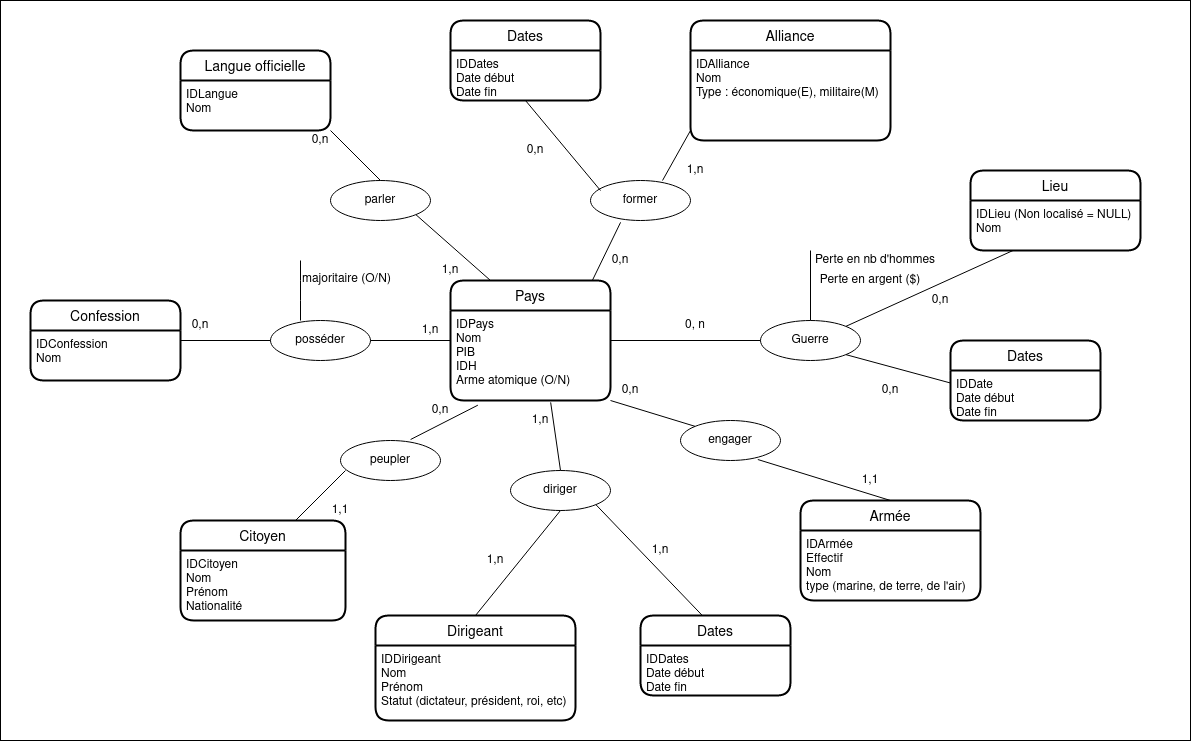 Dates
IDDates
Date début
Date fin
Alliance
IDAlliance
Nom
Type : économique(E), militaire(M)
Langue officielle
IDLangue
Nom
0,n
0,n
1,n
parler
former
Lieu
IDLieu (Non localisé = NULL)
Nom
1,n
0,n
majoritaire (O/N)
Perte en nb d'hommes
Perte en argent ($)
0,n
Confession
IDConfession
Nom
0,n
posséder
1,n
Pays
IDPays
Nom
PIB
IDH
Arme atomique (O/N)
0, n
Guerre
0,n
Dates
IDDate
Date début
Date fin
0,n
1,n
0,n
peupler
diriger
engager
1,1
1,1
Citoyen
IDCitoyen
Nom
Prénom
Nationalité
1,n
1,n
Armée
IDArmée
Effectif
Nom
type (marine, de terre, de l'air)
Dirigeant
IDDirigeant
Nom
Prénom
Statut (dictateur, président, roi, etc)
Dates
IDDates
Date début
Date fin